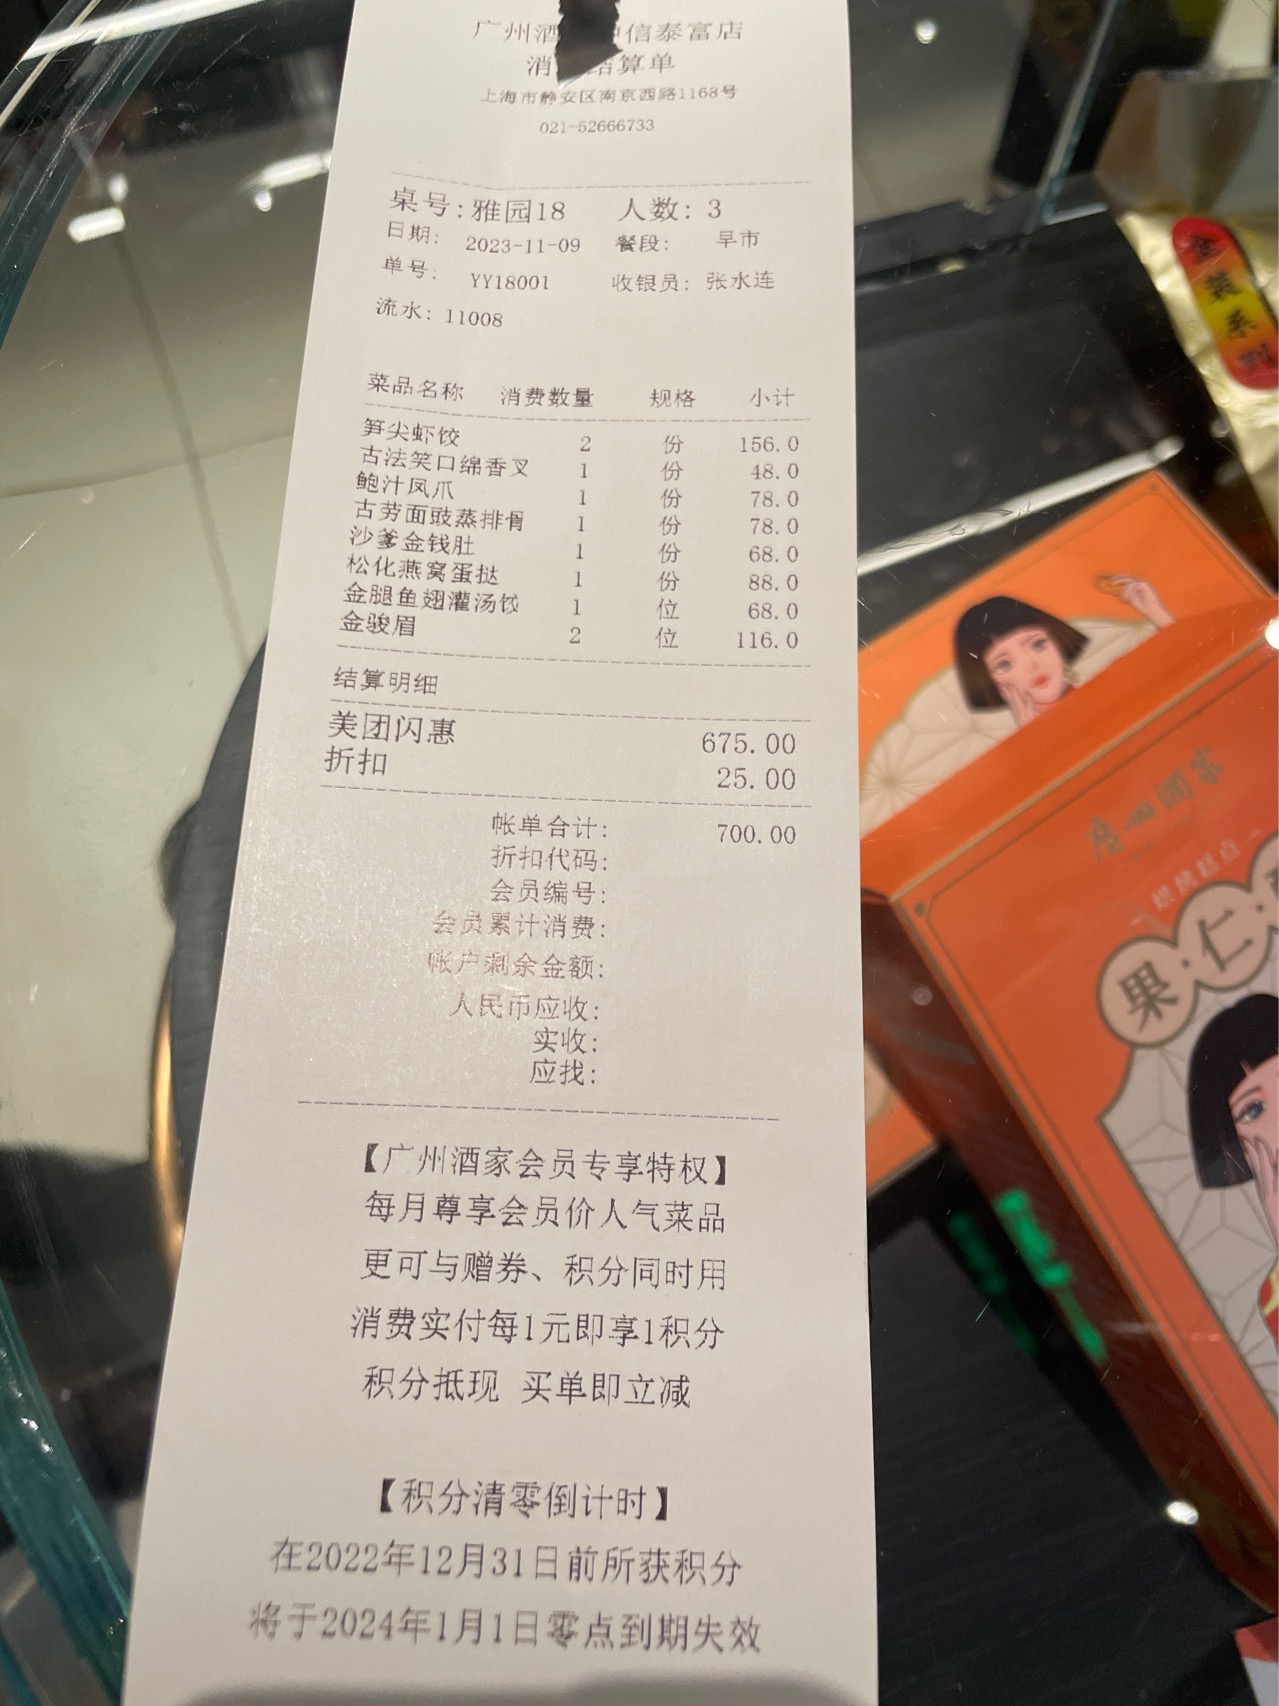 广州酒 信泰富店
消 结算单
上海市静安区南京西路1168号
021-52666733
桌号:雅园18 人数: 3
日期: 2023-11-09 餐段: 早市
单号: YY18001 收银员: 张水连
流水: 11008
菜品名称 消费数量 规格 小计
笋尖虾饺 2 份 156.0
古法笑口绵香叉 1 份 48.0
鲍汁凤爪 1 份 78.0
古劳面豉蒸排骨 1 份 78.0
沙爹金钱肚 1 份 68.0
松化燕窝蛋挞 1 份 88.0
金腿鱼翅灌汤饺 1 位 68.0
金骏眉 2 位 116.0
结算明细
美团闪惠 675.00
折扣 25.00
帐单合计: 700.00
折扣代码:
会员编号:
会员累计消费:
帐户剩余金额:
人民币应收:
实收:
应找:
【广州酒家会员专享特权】
每月尊享会员价人气菜品
更可与赠券、积分同时用
消费实付每1元即享1积分
积分抵现 买单即立减
【积分清零倒计时】
在2022年12月31日前所获积分
将于2024年1月1日零点到期失效
金装系列
广州酒家
烘烤糕点
果·仁·